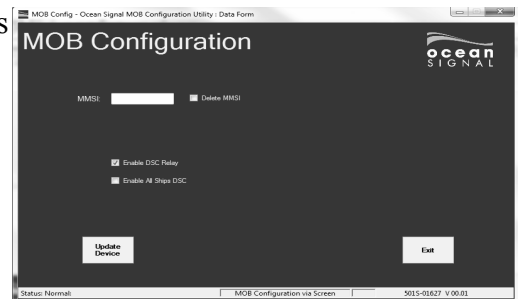 s
MOB Config - Ocean Signal MOB Configuration Utility : Data Form
MOB Configuration
ocean
SIGNAL
MMSI:
Delete MMSI
Enable DSC Relay
Enable All Ships DSC
Update
Device
Exit
Status: Normal:
MOB Configuration via Screen
501S-01627 V 00.01